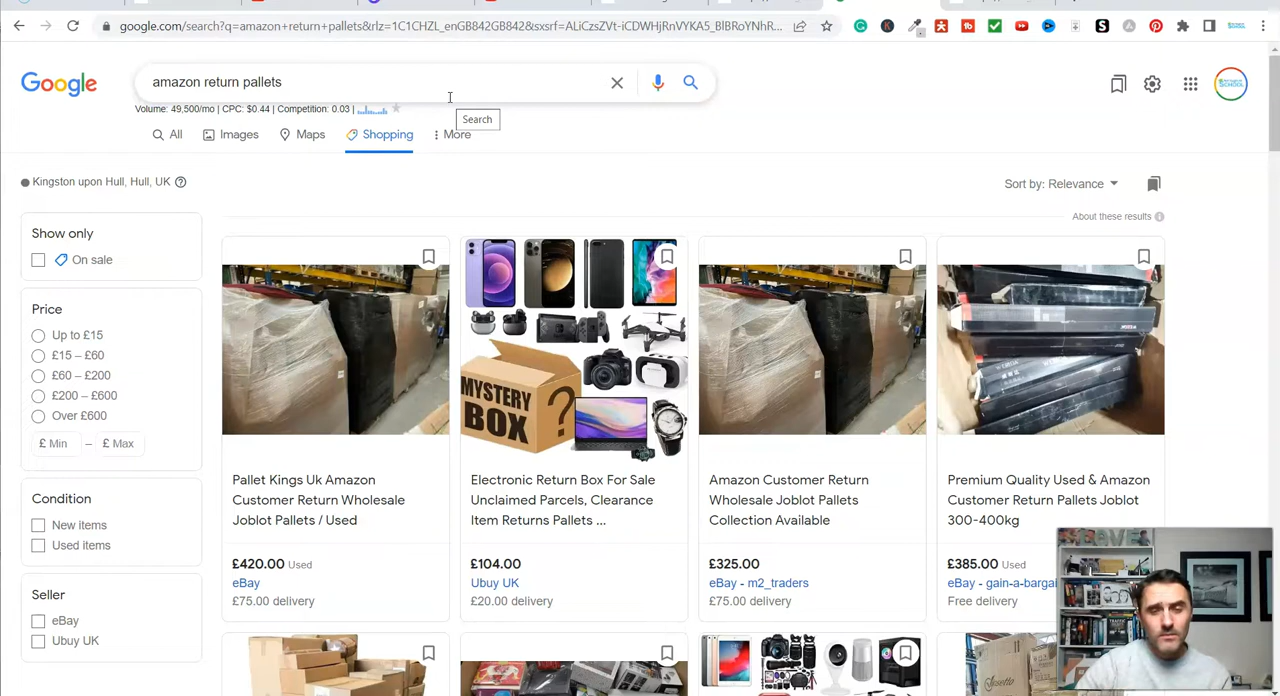 google.com/search?q=amazon+return+pallets&rlz=1C1CHZL_enGB842GB842&sxsrf=ALiCzsZVt-iCDWHjRnVYKA5_BlBRoYNhR...
Google
amazon return pallets
Volume: 49,500/mo | CPC: $0.44 | Competition: 0.03 |
Search
All
Images
Maps
Shopping
More
SCHOOL
Kingston upon Hull, Hull, UK
Sort by: Relevance
About these results
Show only
On sale
Price
Up to £15
£15 – £60
£60 – £200
£200 – £600
Over £600
£ Min – £ Max
Condition
New items
Used items
Seller
eBay
Ubuy UK
Pallet Kings Uk Amazon
Customer Return Wholesale
Joblot Pallets / Used
£420.00 Used
eBay
£75.00 delivery
MYSTERY
BOX
?
Electronic Return Box For Sale
Unclaimed Parcels, Clearance
Item Returns Pallets ...
£104.00
Ubuy UK
£20.00 delivery
Amazon Customer Return
Wholesale Joblot Pallets
Collection Available
£325.00
eBay - m2_traders
£75.00 delivery
Premium Quality Used & Amazon
Customer Return Pallets Joblot
300-400kg
£385.00 Used
eBay - gain-a-bargai
Free delivery
DAVE
TRAFFIC